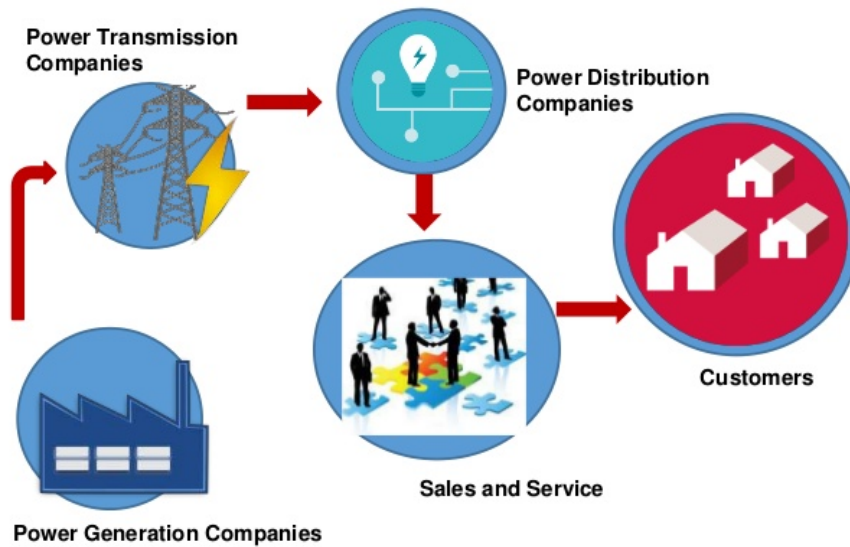 Power Transmission
Companies
Power Distribution
Companies
Customers
Sales and Service
Power Generation Companies